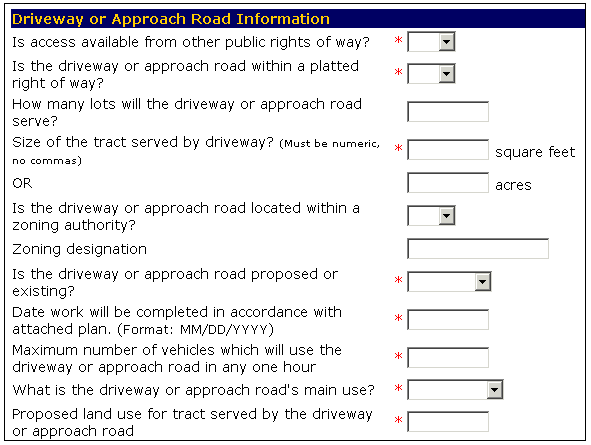 Driveway or Approach Road Information
Is access available from other public rights of way? *
Is the driveway or approach road within a platted
right of way? *
How many lots will the driveway or approach road
serve?
Size of the tract served by driveway? (Must be numeric,
no commas) * square feet
OR acres
Is the driveway or approach road located within a
zoning authority?
Zoning designation
Is the driveway or approach road proposed or
existing? *
Date work will be completed in accordance with
attached plan. (Format: MM/DD/YYYY) *
Maximum number of vehicles which will use the
driveway or approach road in any one hour *
What is the driveway or approach road's main use? *
Proposed land use for tract served by the driveway
or approach road *